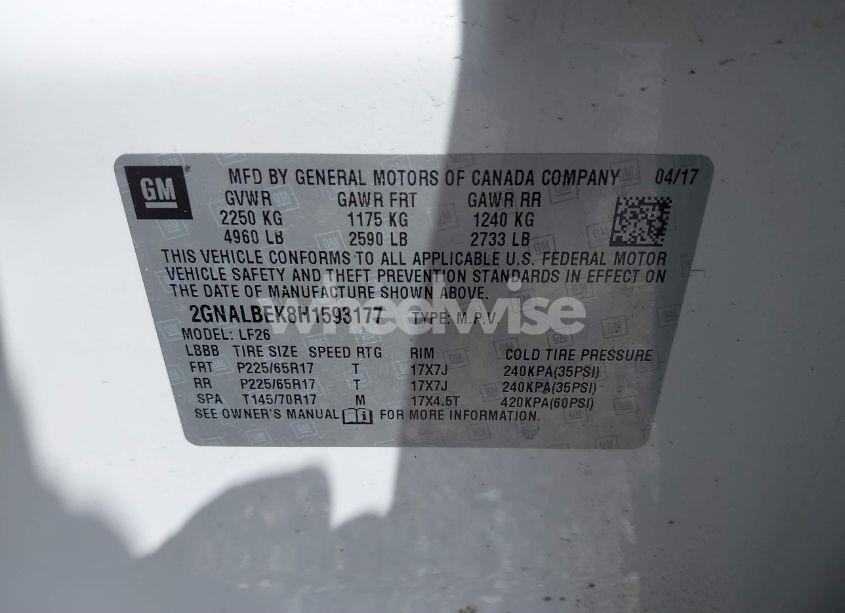 GM
MFD BY GENERAL MOTORS OF CANADA COMPANY 04/17
GVWR GAWR FRT GAWR RR
2250 KG 1175 KG 1240 KG
4960 LB 2590 LB 2733 LB
THIS VEHICLE CONFORMS TO ALL APPLICABLE U.S. FEDERAL MOTOR
VEHICLE SAFETY AND THEFT PREVENTION STANDARDS IN EFFECT ON
THE DATE OF MANUFACTURE SHOWN ABOVE.
2GNALBEK8H1593177 TYPE: M.P.V.
wheelwise
MODEL: LF26
LBBB TIRE SIZE SPEED RTG RIM COLD TIRE PRESSURE
FRT P225/65R17 T 17X7J 240KPA(35PSI)
RR P225/65R17 T 17X7J 240KPA(35PSI)
SPA T145/70R17 M 17X4.5T 420KPA(60PSI)
SEE OWNER'S MANUAL FOR MORE INFORMATION.